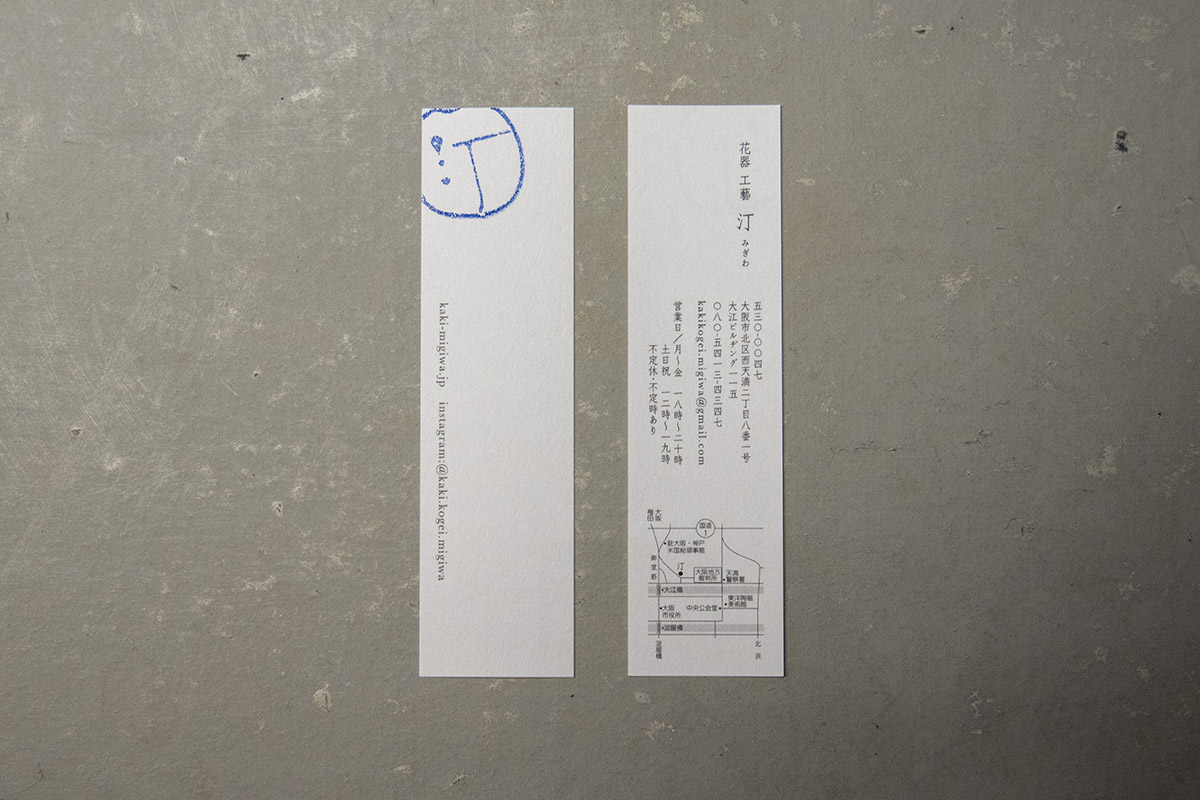 kaki-migiwa.jp instagram:@kaki.kogei.migiwa
花器 工藝 汀 みぎわ
五三〇-〇〇四七
大阪市北区西天満二丁目八番一号
大江ビルヂング一一五
〇八〇-五四一三-四三四七
kakikogei.migiwa@gmail.com
営業日／月〜金 一八時〜二十時
土日祝 一二時〜一九時
不定休・不定時あり
大阪
梅田
国道
1
駐大阪・神戸
米国総領事館
御堂筋
汀
大阪地方
裁判所
天満
警察署
大江橋
東洋陶磁
美術館
大阪
市役所
中央公会堂
淀屋橋
淀屋橋
北浜